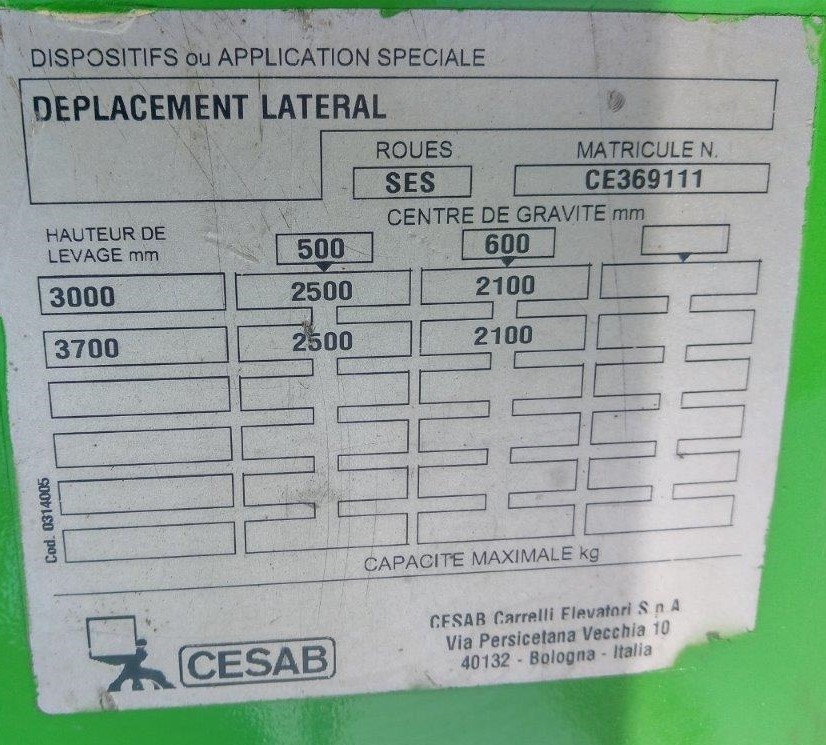 DISPOSITIFS ou APPLICATION SPECIALE
DEPLACEMENT LATERAL
ROUES MATRICULE N.
SES CE369111
CENTRE DE GRAVITE mm
HAUTEUR DE
LEVAGE mm 500 600
3000 2500 2100
3700 2500 2100
Cod. 0314005
CAPACITE MAXIMALE kg
CESAB
CESAB Carrelli Elevatori S.p.A
Via Persicetana Vecchia 10
40132 - Bologna - Italia